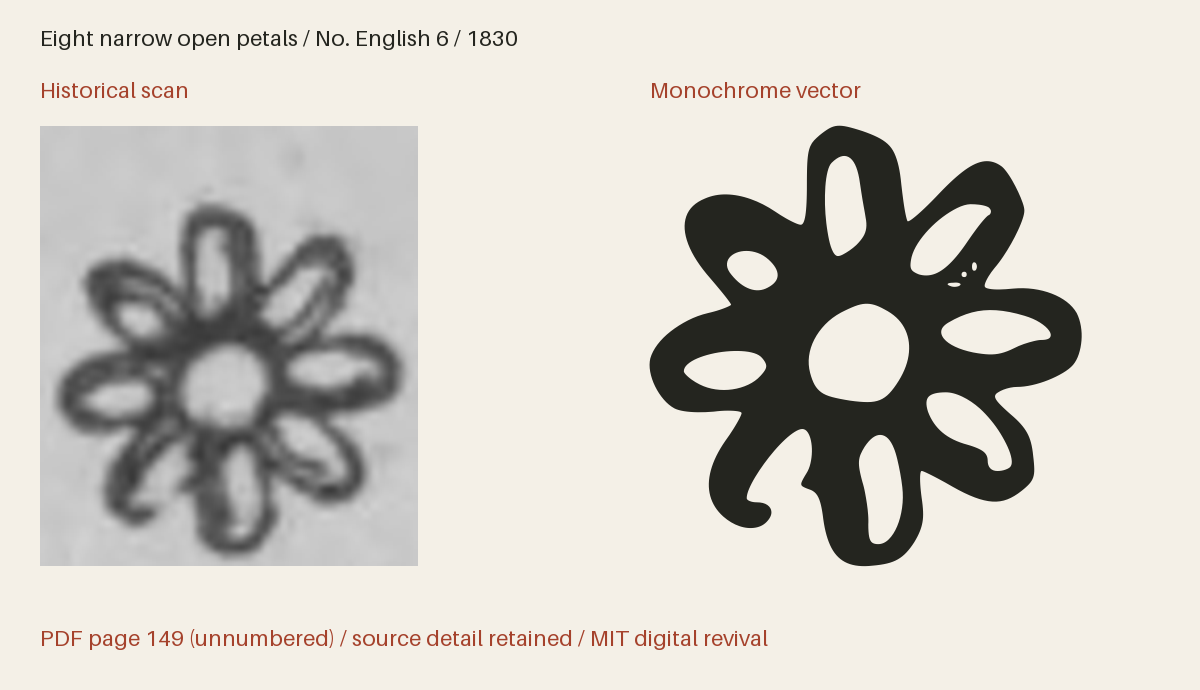 Eight narrow open petals / No. English 6 / 1830
Historical scan
Monochrome vector
PDF page 149 (unnumbered) / source detail retained / MIT digital revival